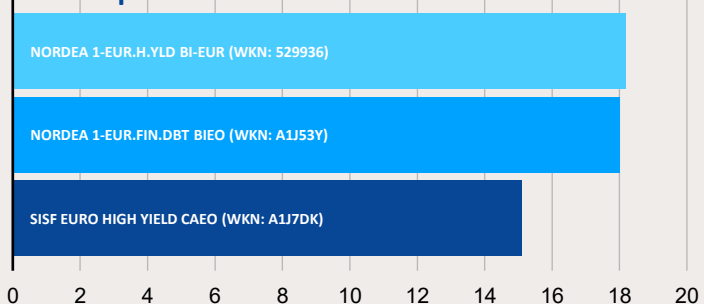 NORDEA 1-EUR.H.YLD BI-EUR (WKN: 529936)
NORDEA 1-EUR.FIN.DBT BIEO (WKN: A1J53Y)
SISF EURO HIGH YIELD CAEO (WKN: A1J7DK)
0 2 4 6 8 10 12 14 16 18 20